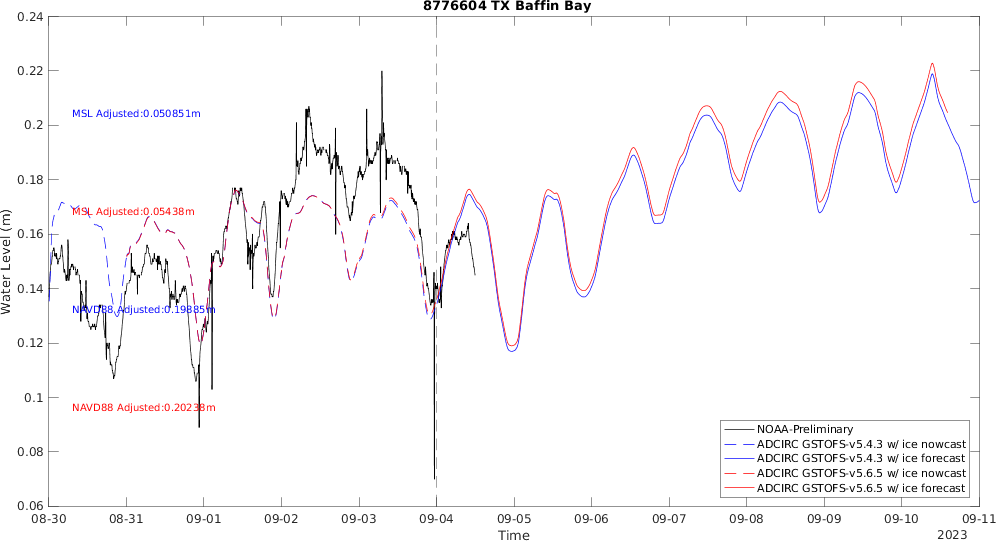 8776604 TX Baffin Bay
0.24
0.22
0.2
0.18
0.16
0.14
0.12
0.1
0.08
0.06
Water Level (m)
MSL Adjusted:0.050851m
MSL Adjusted:0.05438m
NAVD88 Adjusted:0.19885m
NAVD88 Adjusted:0.20238m
NOAA-Preliminary
ADCIRC GSTOFS-v5.4.3 w/ ice nowcast
ADCIRC GSTOFS-v5.4.3 w/ ice forecast
ADCIRC GSTOFS-v5.6.5 w/ ice nowcast
ADCIRC GSTOFS-v5.6.5 w/ ice forecast
08-30 08-31 09-01 09-02 09-03 09-04 09-05 09-06 09-07 09-08 09-09 09-10 09-11
Time
2023